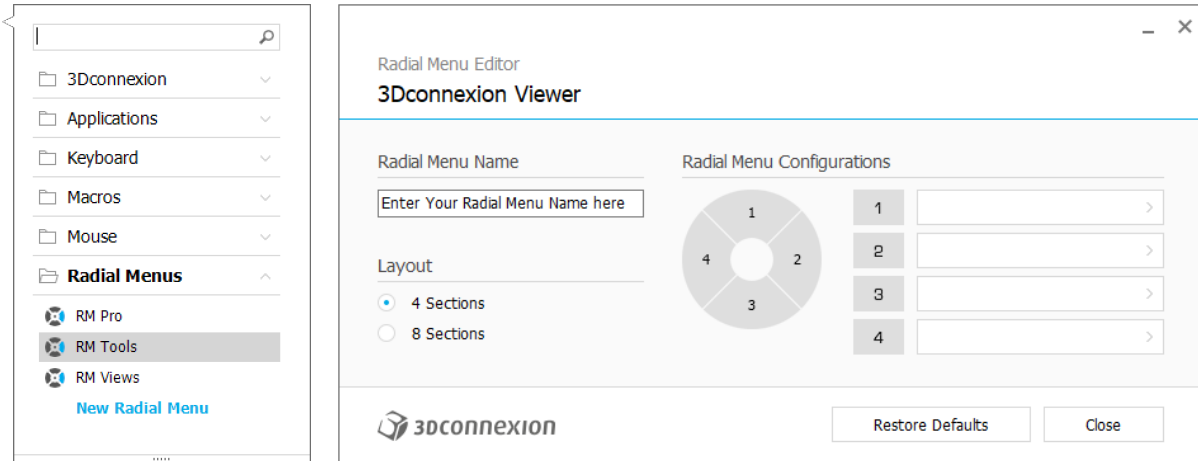 3Dconnexion
Applications
Keyboard
Macros
Mouse
Radial Menus
RM Pro
RM Tools
RM Views
New Radial Menu
Radial Menu Editor
3Dconnexion Viewer
Radial Menu Name
Enter Your Radial Menu Name here
Layout
4 Sections
8 Sections
Radial Menu Configurations
1
2
3
4
1
2
3
4
3Dconnexion
Restore Defaults
Close